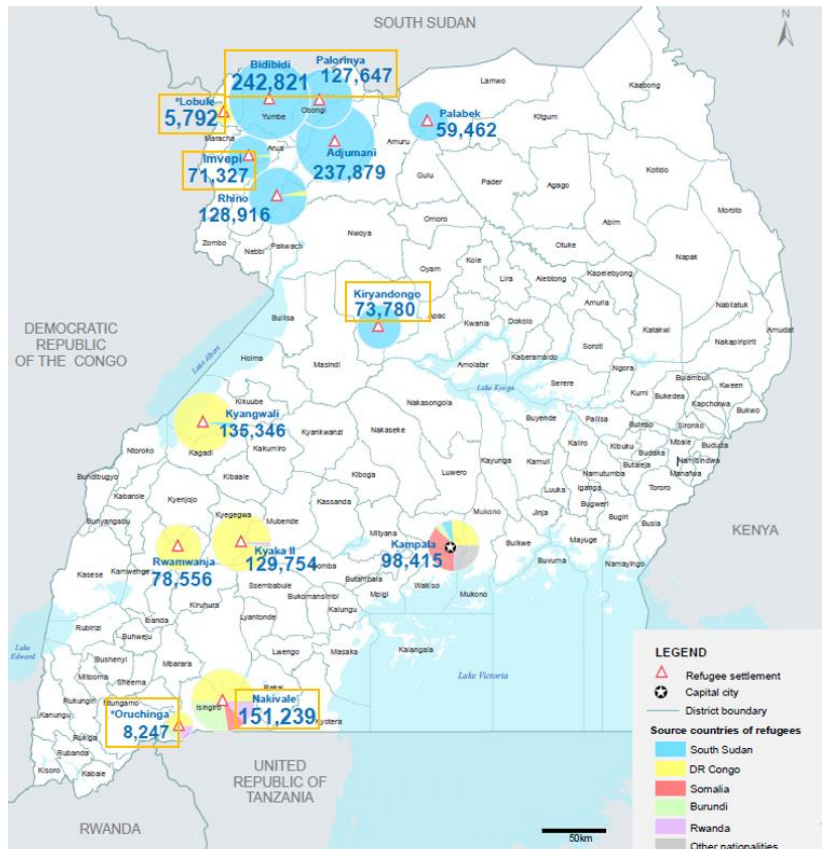 SOUTH SUDAN
N
Bidibidi
242,821
Palorinya
127,647
*Lobule
5,792
Yumbe
Obongi
Lamwo
Kaabong
Kitgum
Palabek
59,462
Maracha
Arua
Adjumani
237,879
Amuru
Imvepi
71,327
Gulu
Pader
Agago
Kotido
Rhino
128,916
Abim
Moroto
Omoro
Otuke
Zombo
Nebbi
Pakwach
Nwoya
Napak
Oyam
Kole
Lira
Alebtong
Kapelebyong
Kiryandongo
73,780
Apac
Amuria
Nabilatuk
Amudat
DEMOCRATIC
REPUBLIC
OF THE CONGO
Buliisa
Kwania
Dokolo
Katakwi
Nakapiripirit
Lake Albert
Hoima
Masindi
Amolatar
Kaberamaido
Soroti
Ngora
Lake Kyoga
Serere
Kumi
Bukedea
Bulambuli
Kween
Kapchorwa
Bukwo
Kikuube
Nakasongola
Buyende
Pallisa
Butebo
Sironko
Kyangwali
135,346
Kyankwanzi
Nakaseke
Kaliro
Kibuku
Mbale
Bududa
Budaka
Ntoroko
Kagadi
Kakumiro
Kayunga
Kamuli
Namutumba
Butaleja
Manafwa
Bundibugyo
Kibaale
Kiboga
Luwero
Luuka
Iganga
Tororo
Kabarole
Kyenjojo
Bugweri
Bunyangabu
Kassanda
Mukono
Jinja
Bugiri
Busia
Kyegegwa
Mubende
Mityana
Kampala
98,415
Buikwe
Mayuge
Namayingo
KENYA
Rwamwanja
78,556
Kyaka II
129,754
Buvuma
Kasese
Kamwenge
Butambala
Mpigi
Wakiso
Mukono
Ssembabule
Bukomansimbi
Kalungu
Kiruhura
Rubirizi
Ibanda
Lyantonde
Lake
Edward
Buhweju
Bushenyi
Mbarara
Lwengo
Masaka
Kalangala
Lake Victoria
Mitooma
Sheema
Rukungiri
Ntungamo
Isingiro
Rakai
Kyotera
Nakivale
151,239
Kanungu
*Oruchinga
8,247
Rukiga
Rubanda
Kisoro
Kabale
UNITED
REPUBLIC OF
TANZANIA
RWANDA
50km
LEGEND
Refugee settlement
Capital city
District boundary
Source countries of refugees
South Sudan
DR Congo
Somalia
Burundi
Rwanda
Other nationalities